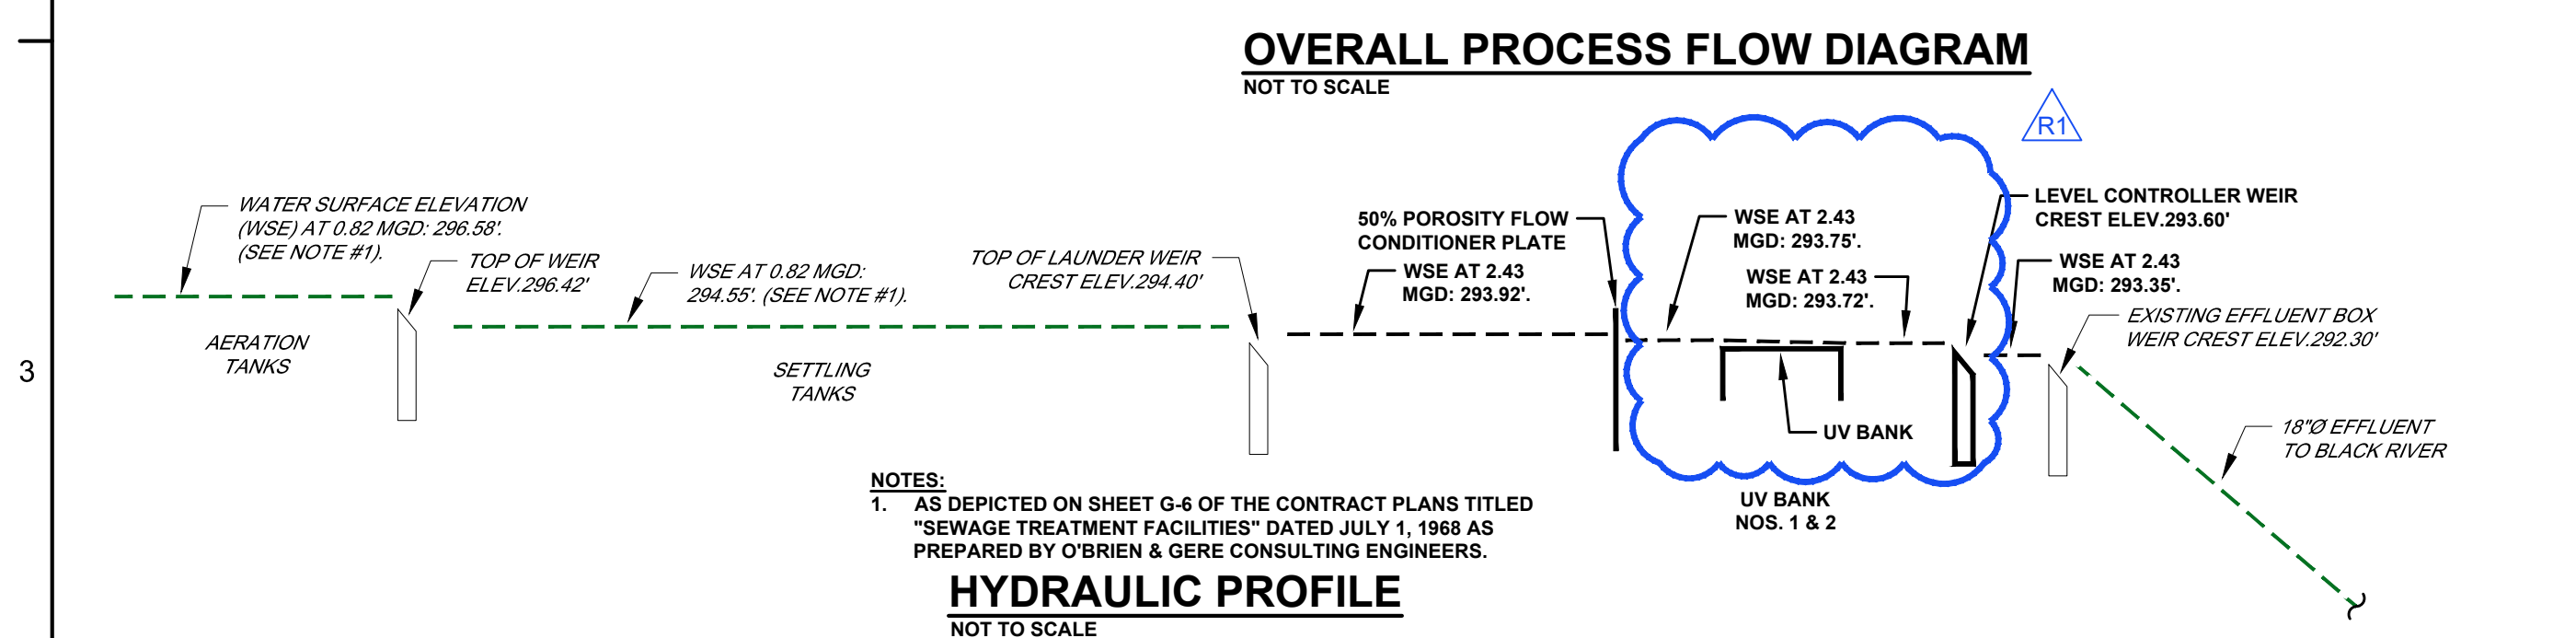 OVERALL PROCESS FLOW DIAGRAM
NOT TO SCALE
R1
WATER SURFACE ELEVATION
(WSE) AT 0.82 MGD: 296.58'.
(SEE NOTE #1).
TOP OF WEIR
ELEV.296.42'
AERATION
TANKS
WSE AT 0.82 MGD:
294.55'. (SEE NOTE #1).
SETTLING
TANKS
TOP OF LAUNDER WEIR
CREST ELEV.294.40'
50% POROSITY FLOW
CONDITIONER PLATE
WSE AT 2.43
MGD: 293.92'.
WSE AT 2.43
MGD: 293.75'.
WSE AT 2.43
MGD: 293.72'.
UV BANK
UV BANK
NOS. 1 & 2
LEVEL CONTROLLER WEIR
CREST ELEV.293.60'
WSE AT 2.43
MGD: 293.35'.
EXISTING EFFLUENT BOX
WEIR CREST ELEV.292.30'
18"Ø EFFLUENT
TO BLACK RIVER
3
NOTES:
1. AS DEPICTED ON SHEET G-6 OF THE CONTRACT PLANS TITLED
"SEWAGE TREATMENT FACILITIES" DATED JULY 1, 1968 AS
PREPARED BY O'BRIEN & GERE CONSULTING ENGINEERS.
HYDRAULIC PROFILE
NOT TO SCALE